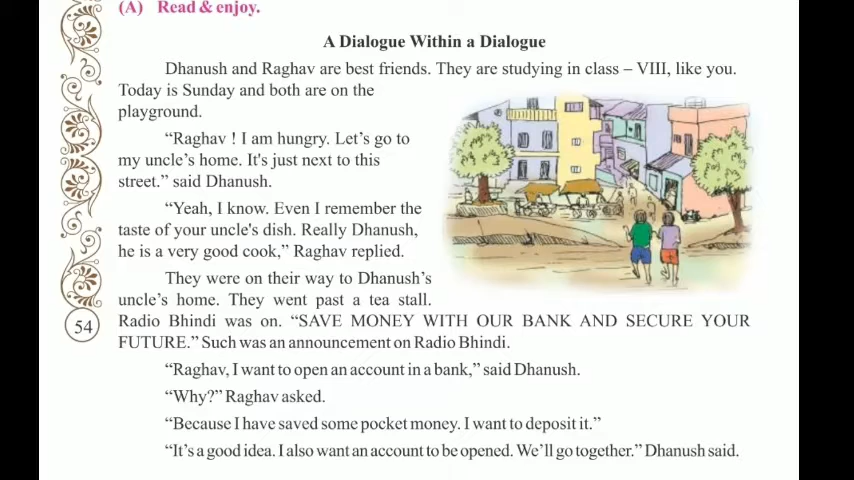 (A) Read & enjoy.
A Dialogue Within a Dialogue
Dhanush and Raghav are best friends. They are studying in class – VIII, like you.
Today is Sunday and both are on the
playground.
“Raghav ! I am hungry. Let’s go to
my uncle’s home. It's just next to this
street.” said Dhanush.
“Yeah, I know. Even I remember the
taste of your uncle's dish. Really Dhanush,
he is a very good cook,” Raghav replied.
They were on their way to Dhanush’s
uncle’s home. They went past a tea stall.
Radio Bhindi was on. “SAVE MONEY WITH OUR BANK AND SECURE YOUR
54
FUTURE.” Such was an announcement on Radio Bhindi.
“Raghav, I want to open an account in a bank,” said Dhanush.
“Why?” Raghav asked.
“Because I have saved some pocket money. I want to deposit it.”
“It’s a good idea. I also want an account to be opened. We’ll go together.” Dhanush said.